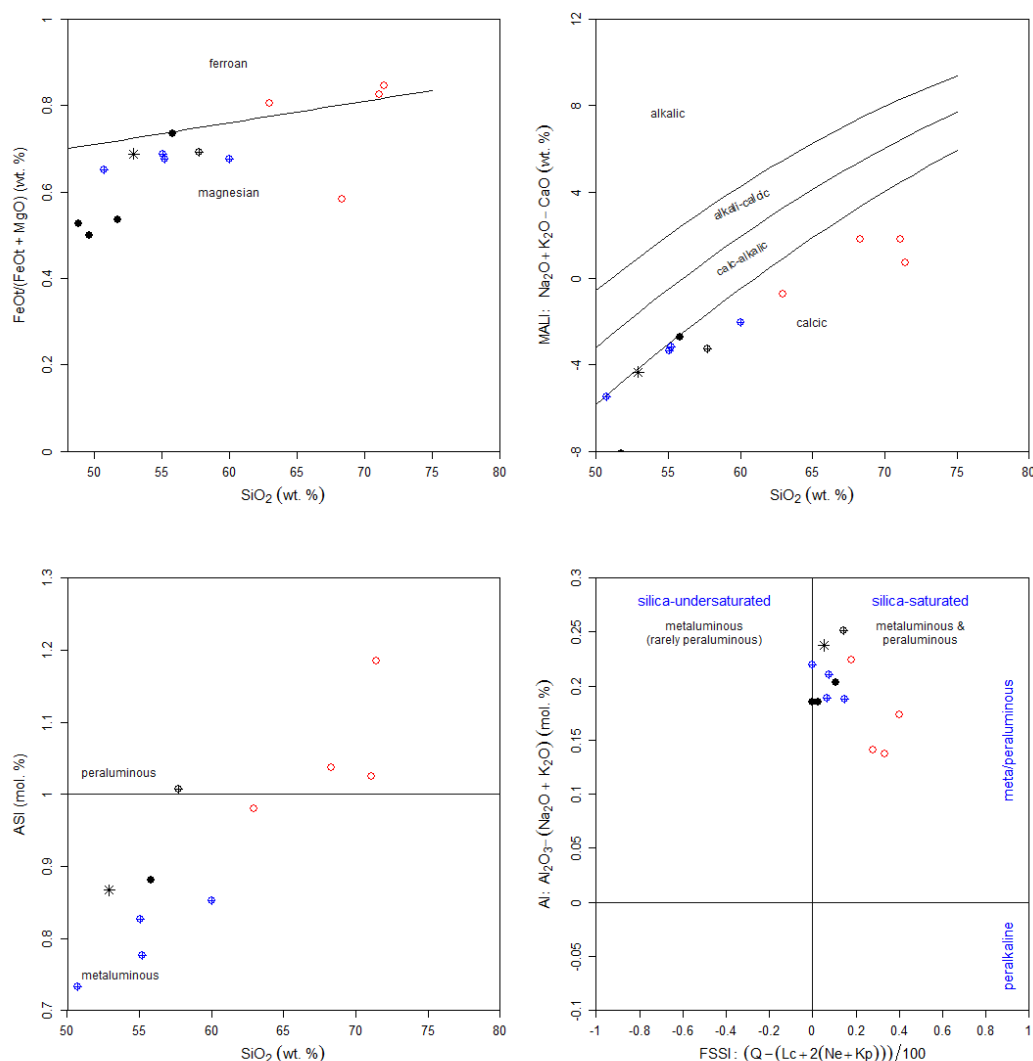 FeOt/(FeOt + MgO) (wt. %)
0
0.2
0.4
0.6
0.8
1
ferroan
magnesian
50
55
60
65
70
75
80
SiO₂ (wt. %)
MALI: Na₂O + K₂O − CaO (wt. %)
-8
-4
0
4
8
12
alkalic
alkali-calcic
calc-alkalic
calcic
50
55
60
65
70
75
80
SiO₂ (wt. %)
ASI (mol. %)
0.7
0.8
0.9
1
1.1
1.2
1.3
peraluminous
metaluminous
50
55
60
65
70
75
80
SiO₂ (wt. %)
AI: Al₂O₃ − (Na₂O + K₂O) (mol. %)
-0.1
-0.05
0
0.05
0.1
0.15
0.2
0.25
0.3
silica-undersaturated
metaluminous
(rarely peraluminous)
silica-saturated
metaluminous &
peraluminous
meta/peraluminous
peralkaline
-1
-0.8
-0.6
-0.4
-0.2
0
0.2
0.4
0.6
0.8
1
FSSI: (Q − (Lc + 2(Ne + Kp)))/100